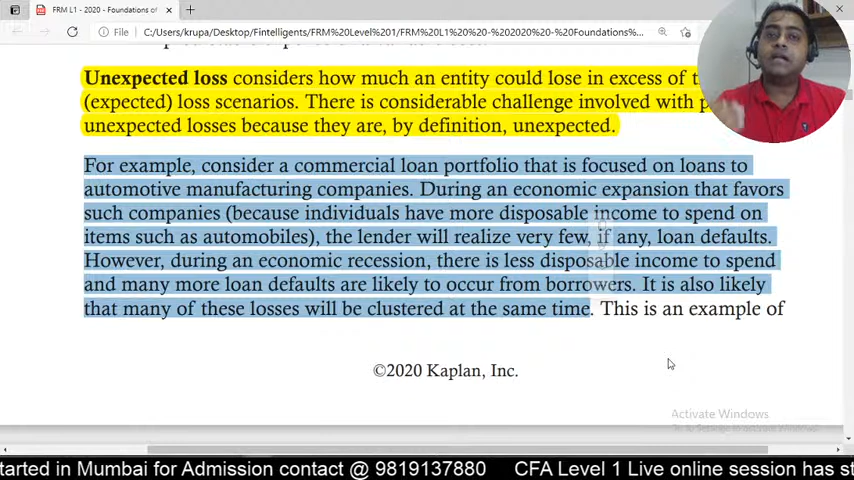 FRM L1 - 2020 - Foundations of
File C:/Users/krupa/Desktop/Fintelligents/FRM%20Level%201/FRM%20L1%20%20-%202020%20-%20Foundations%...
Unexpected loss considers how much an entity could lose in excess of
(expected) loss scenarios. There is considerable challenge involved with
unexpected losses because they are, by definition, unexpected.
For example, consider a commercial loan portfolio that is focused on loans to
automotive manufacturing companies. During an economic expansion that favors
such companies (because individuals have more disposable income to spend on
items such as automobiles), the lender will realize very few, if any, loan defaults.
However, during an economic recession, there is less disposable income to spend
and many more loan defaults are likely to occur from borrowers. It is also likely
that many of these losses will be clustered at the same time. This is an example of
©2020 Kaplan, Inc.
Activate Windows
tarted in Mumbai for Admission contact @ 9819137880 CFA Level 1 Live online session has st